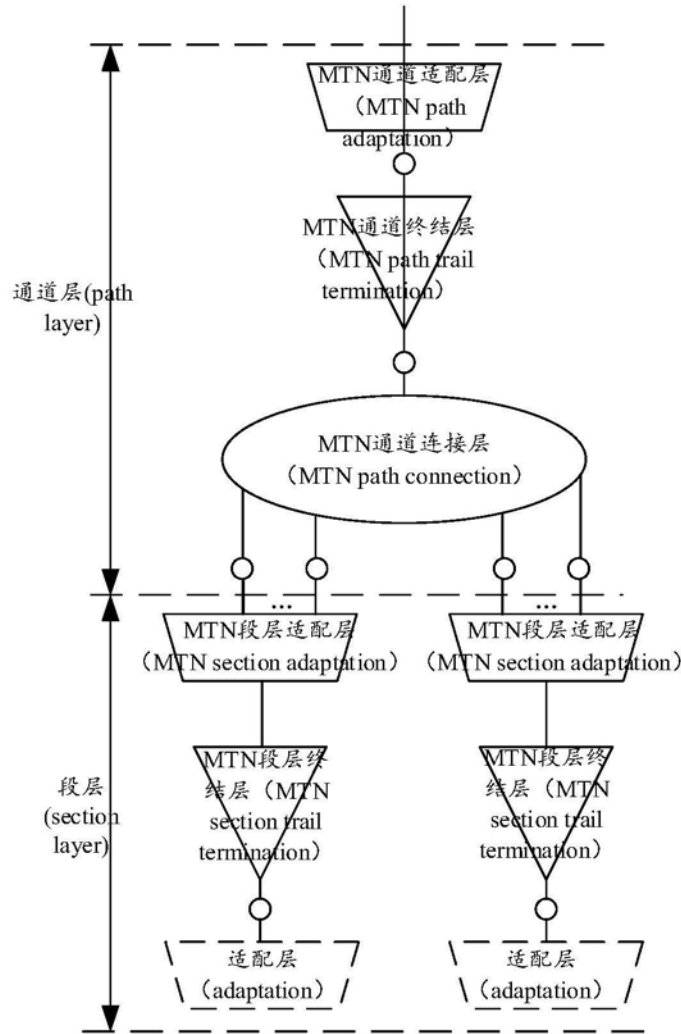 MTN通道适配层
（MTN path
adaptation）
MTN通道终结层
（MTN path trail
termination）
通道层(path
layer)
MTN通道连接层
（MTN path connection）
...
...
MTN段层适配层
（MTN section adaptation）
MTN段层适配层
（MTN section adaptation）
段层
(section
layer)
MTN段层终
结层（MTN
section trail
termination）
MTN段层终
结层（MTN
section trail
termination）
适配层
(adaptation)
适配层
(adaptation)